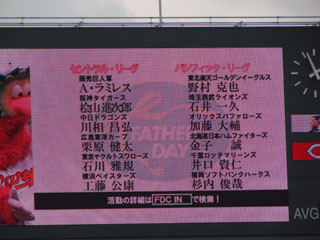 セントラル・リーグ
読売巨人軍
A・ラミレス
阪神タイガース
桧山進次郎
中日ドラゴンズ
川相 昌弘
広島東洋カープ
栗原 健太
東京ヤクルトスワローズ
石川 雅規
横浜ベイスターズ
工藤 公康
パシフィック・リーグ
東北楽天ゴールデンイーグルス
野村 克也
埼玉西武ライオンズ
石井 一久
オリックスバファローズ
加藤 大輔
北海道日本ハムファイターズ
金子 誠
千葉ロッテマリーンズ
井口 資仁
福岡ソフトバンクホークス
杉内 俊哉
FATHER'S DAY
活動の詳細は FDC IN で検索！
AVG